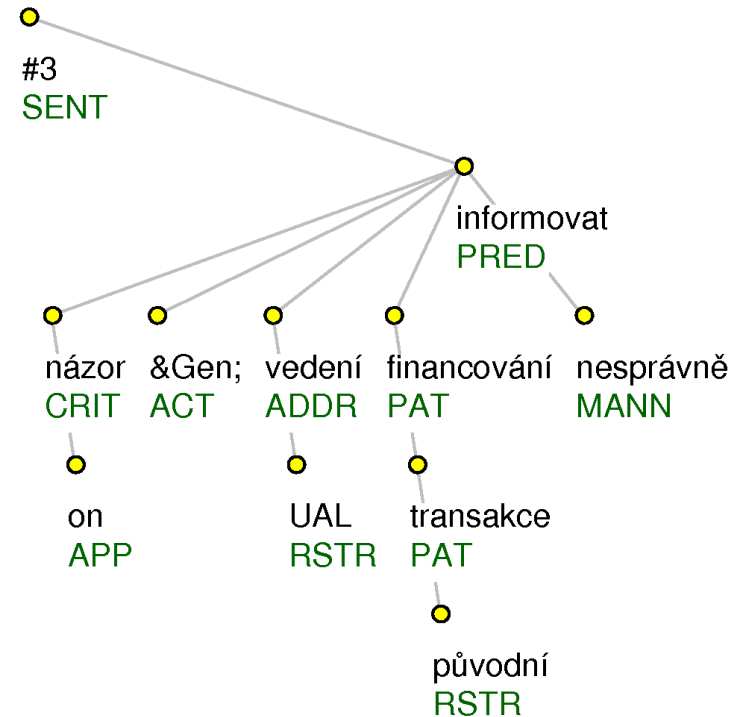 #3
SENT
informovat
PRED
názor &Gen; vedení financování nesprávně
CRIT ACT ADDR PAT MANN
on UAL transakce
APP RSTR PAT
původní
RSTR